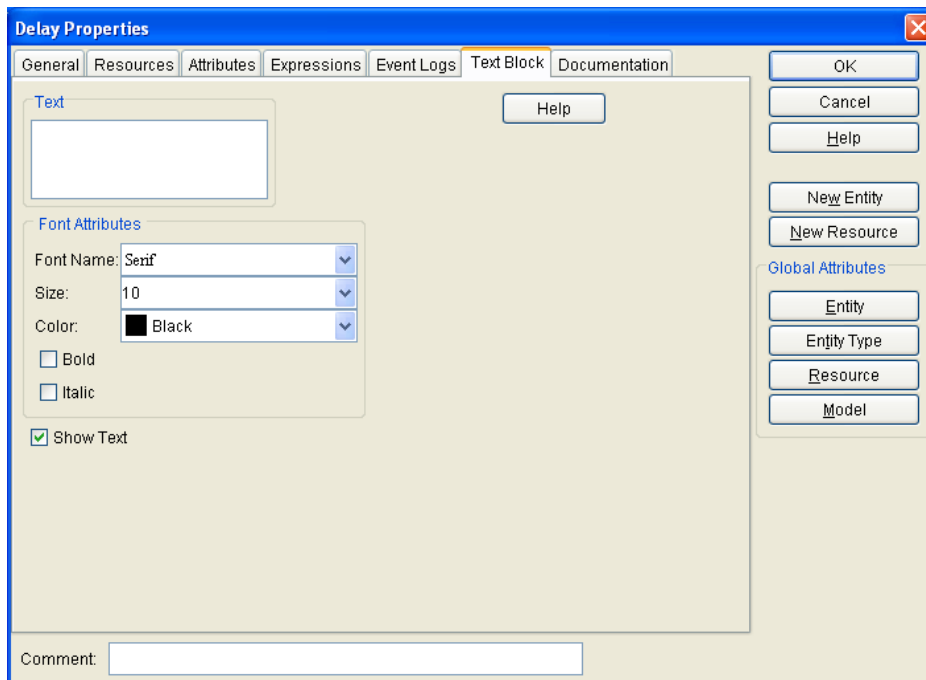 Delay Properties
General Resources Attributes Expressions Event Logs Text Block Documentation
Text
Help
Font Attributes
Font Name: Serif
Size: 10
Color: Black
Bold
Italic
Show Text
OK
Cancel
Help
New Entity
New Resource
Global Attributes
Entity
Entity Type
Resource
Model
Comment: